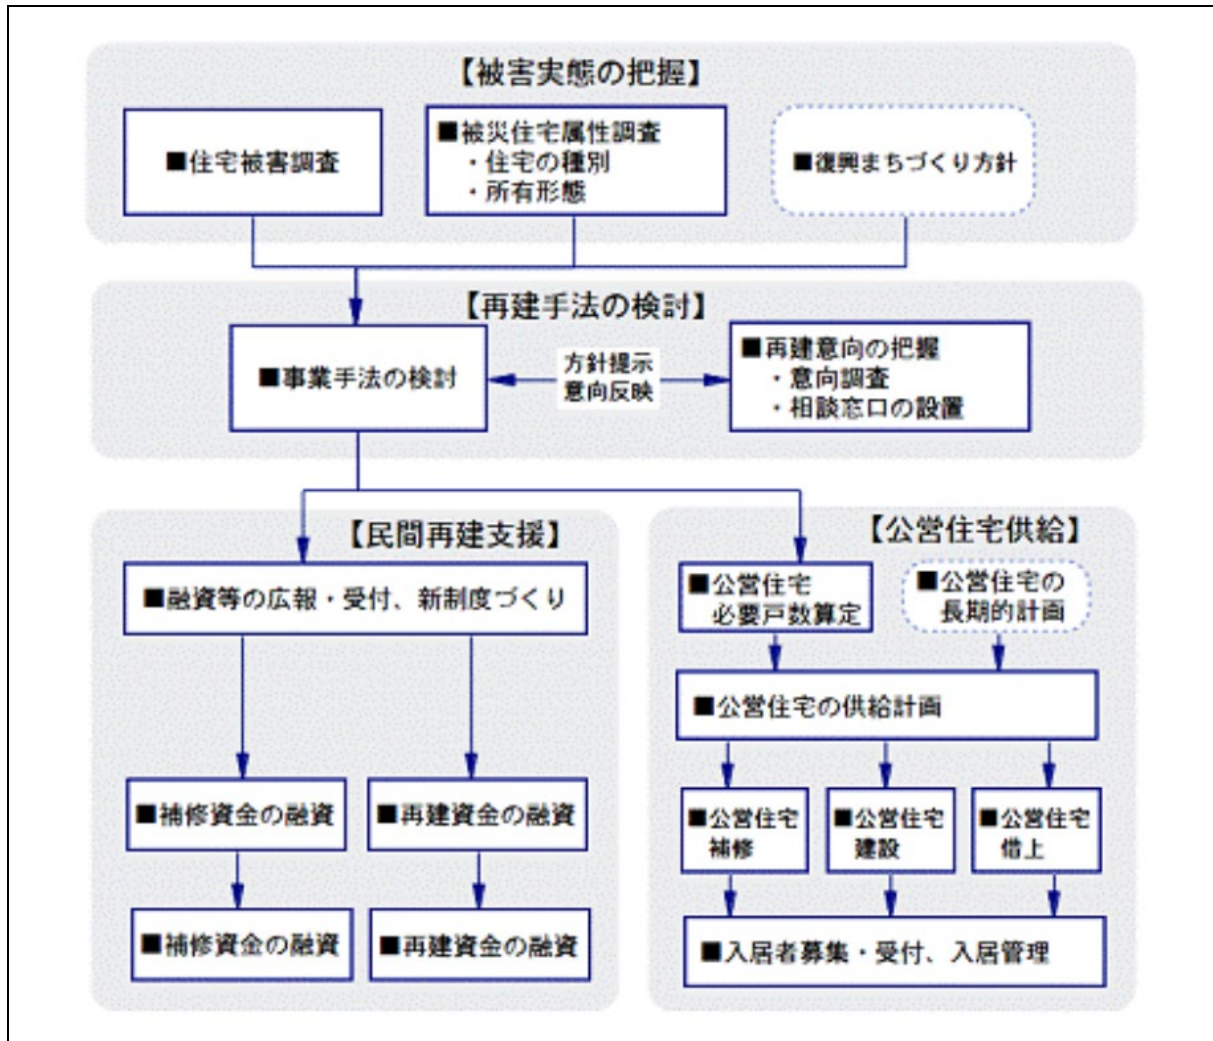 【被害実態の把握】
■住宅被害調査
■被災住宅属性調査
・住宅の種別
・所有形態
■復興まちづくり方針
【再建手法の検討】
■事業手法の検討
方針提示
意向反映
■再建意向の把握
・意向調査
・相談窓口の設置
【民間再建支援】
■融資等の広報・受付、新制度づくり
■補修資金の融資
■再建資金の融資
■補修資金の融資
■再建資金の融資
【公営住宅供給】
■公営住宅
必要戸数算定
■公営住宅の
長期的計画
■公営住宅の供給計画
■公営住宅
補修
■公営住宅
建設
■公営住宅
借上
■入居者募集・受付、入居管理